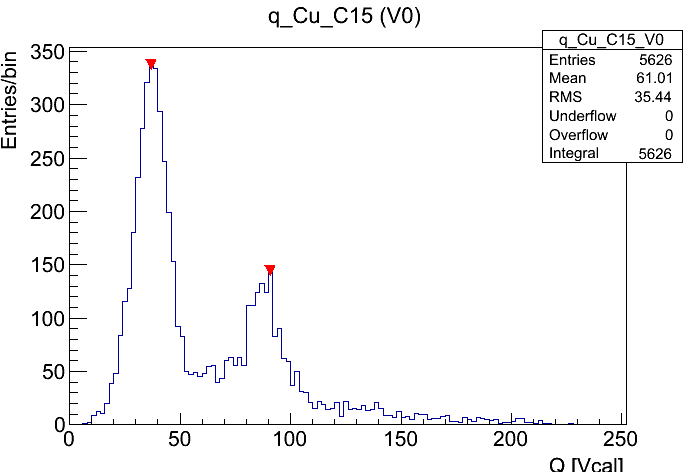 q_Cu_C15 (V0)
q_Cu_C15_V0
Entries 5626
Mean 61.01
RMS 35.44
Underflow 0
Overflow 0
Integral 5626
Entries/bin
350
300
250
200
150
100
50
0
0 50 100 150 200 250
Q [Vcal]